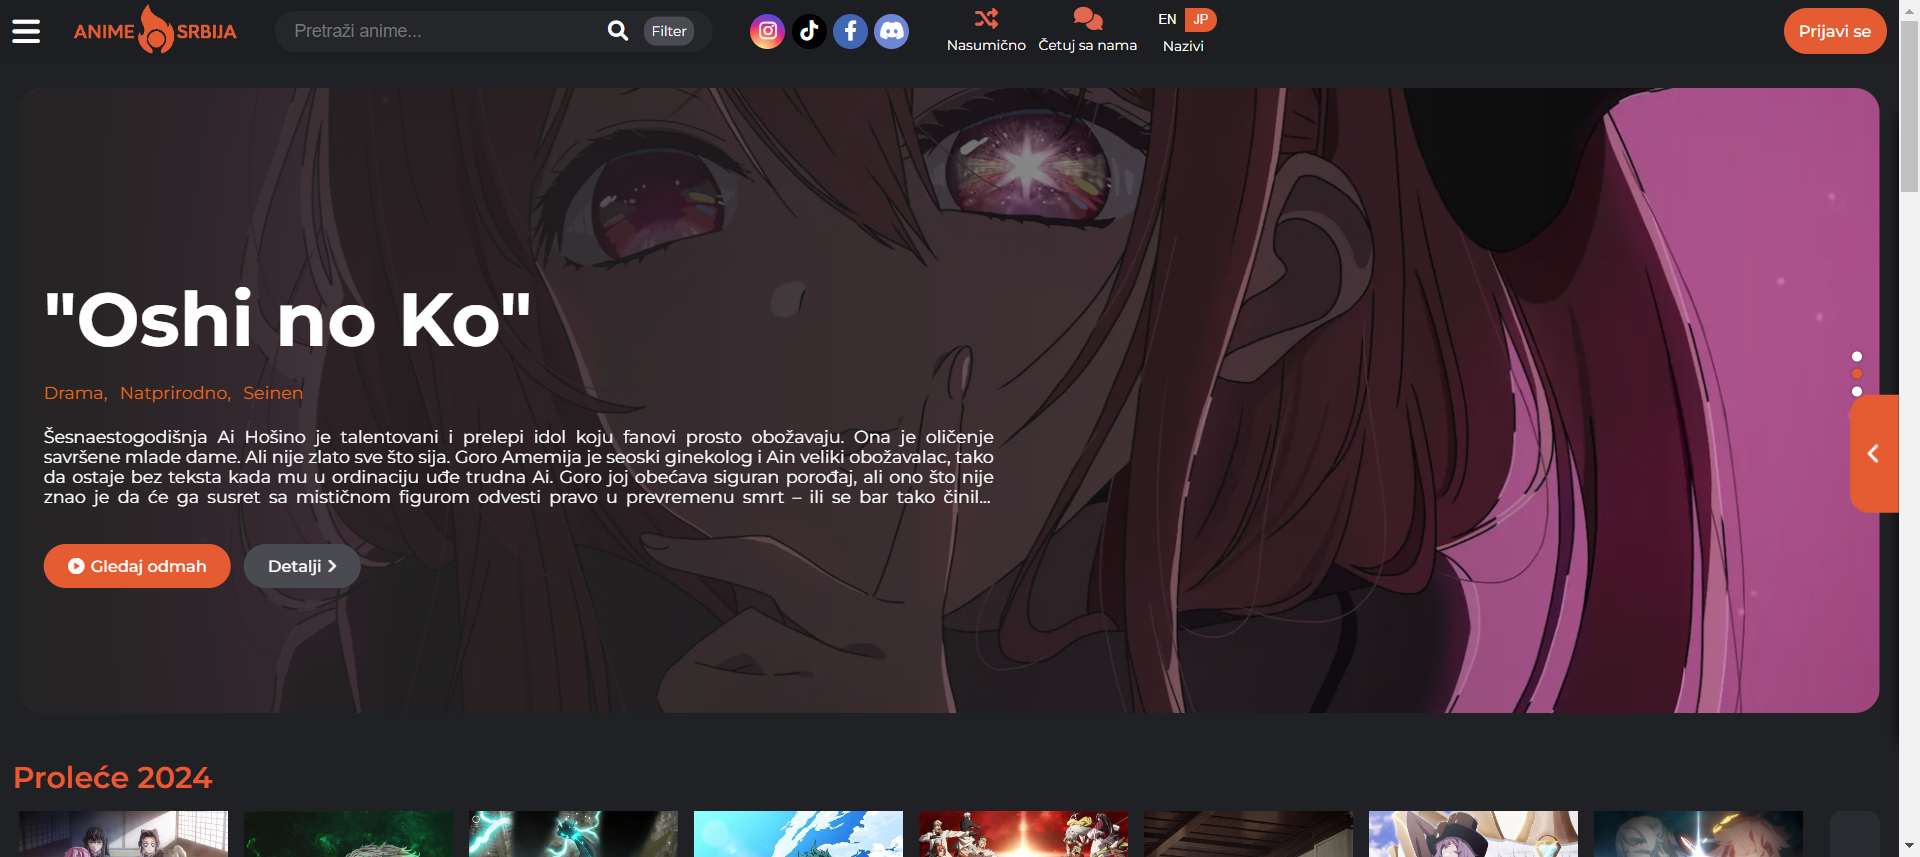 ANIME SRBIJA
Pretraži anime...
Filter
Nasumično
Četuj sa nama
EN JP
Nazivi
Prijavi se
"Oshi no Ko"
Drama, Natprirodno, Seinen
Šesnaestogodišnja Ai Hošino je talentovani i prelepi idol koju fanovi prosto obožavaju. Ona je oličenje
savršene mlade dame. Ali nije zlato sve što sija. Goro Amemija je seoski ginekolog i Ain veliki obožavalac, tako
da ostaje bez teksta kada mu u ordinaciju uđe trudna Ai. Goro joj obećava siguran porođaj, ali ono što nije
znao je da će ga susret sa mističnom figurom odvesti pravo u prevremenu smrt – ili se bar tako činil...
Gledaj odmah
Detalji
Proleće 2024